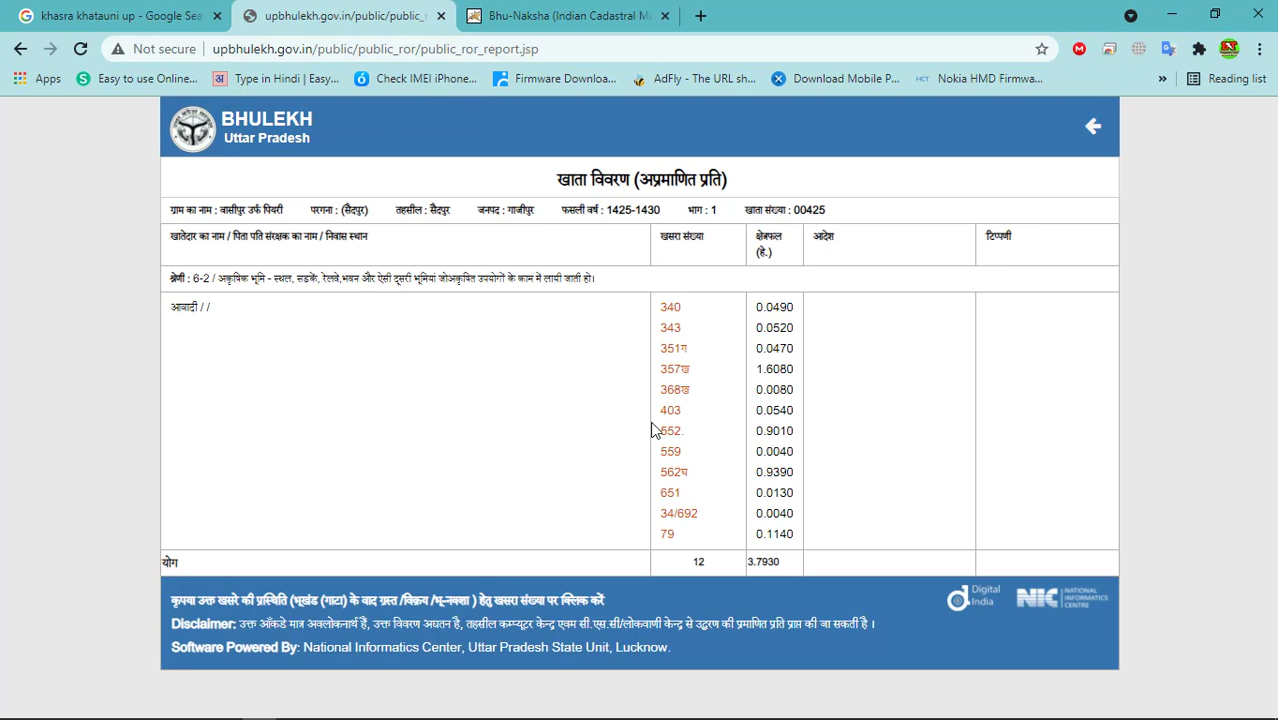 khasra khatauni up - Google Sea
upbhulekh.gov.in/public/public_r
Bhu-Naksha (Indian Cadastral Ma
Not secure
upbhulekh.gov.in/public/public_ror/public_ror_report.jsp
Apps
Easy to use Online...
Type in Hindi | Easy...
Check IMEI iPhone...
Firmware Downloa...
AdFly - The URL sh...
Download Mobile P...
Nokia HMD Firmwa...
Reading list
BHULEKH
Uttar Pradesh
खाता विवरण (अप्रमाणित प्रति)
ग्राम का नाम : वासीपुर उर्फ पियरी परगना : (सैदपुर) तहसील : सैदपुर जनपद : गाजीपुर फसली वर्ष : 1425-1430 भाग : 1 खाता संख्या : 00425
खातेदार का नाम / पिता पति संरक्षक का नाम / निवास स्थान
खसरा संख्या
क्षेत्रफल
(हे.)
आदेश
टिप्पणी
श्रेणी : 6-2 / अकृषिक भूमि - स्थल, सड़कें, रेलवे,भवन और ऐसी दूसरी भूमियां जोअकृषित उपयोगों के काम में लायी जाती हो।
आवादी / /
340 0.0490
343 0.0520
351ग 0.0470
357ख 1.6080
368ख 0.0080
403 0.0540
552. 0.9010
559 0.0040
562घ 0.9390
651 0.0130
34/692 0.0040
79 0.1140
योग 12 3.7930
कृपया उक्त खसरे की प्रस्थिति (भूखंड (गाटा) के वाद ग्रस्त /विक्रय /भू-नक्शा ) हेतु खसरा संख्या पर क्लिक करें
Digital
India
NIC
NATIONAL
INFORMATICS
CENTRE
Disclaimer: उक्त आँकडे मात्र अवलोकनार्थ हैं, उक्त विवरण अघतन है, तहसील कम्प्यूटर केन्द्र एवम सी.एस.सी/लोकवाणी केन्द्र से उद्धरण की प्रमाणित प्रति प्राप्त की जा सकती है ।
Software Powered By: National Informatics Center, Uttar Pradesh State Unit, Lucknow.